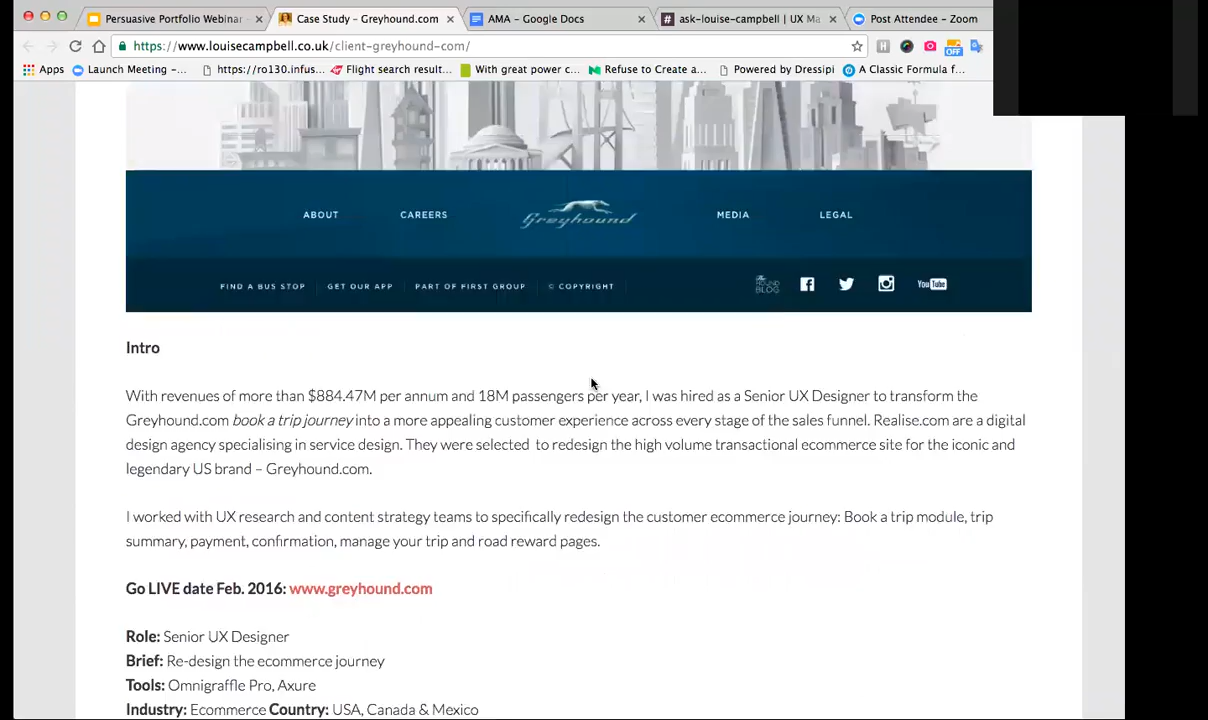 Persuasive Portfolio Webinar
Case Study - Greyhound.com
AMA - Google Docs
ask-louise-campbell | UX Ma
Post Attendee - Zoom
https://www.louisecampbell.co.uk/client-greyhound-com/
OFF
Apps
Launch Meeting -...
https://ro130.infus...
Flight search result...
With great power c...
Refuse to Create a...
Powered by Dressipi
A Classic Formula f...
ABOUT
CAREERS
Greyhound
MEDIA
LEGAL
FIND A BUS STOP
GET OUR APP
PART OF FIRST GROUP
© COPYRIGHT
The HOUND BLOG
You Tube
Intro
With revenues of more than $884.47M per annum and 18M passengers per year, I was hired as a Senior UX Designer to transform the
Greyhound.com book a trip journey into a more appealing customer experience across every stage of the sales funnel. Realise.com are a digital
design agency specialising in service design. They were selected to redesign the high volume transactional ecommerce site for the iconic and
legendary US brand – Greyhound.com.
I worked with UX research and content strategy teams to specifically redesign the customer ecommerce journey: Book a trip module, trip
summary, payment, confirmation, manage your trip and road reward pages.
Go LIVE date Feb. 2016: www.greyhound.com
Role: Senior UX Designer
Brief: Re-design the ecommerce journey
Tools: Omnigraffle Pro, Axure
Industry: Ecommerce Country: USA, Canada & Mexico